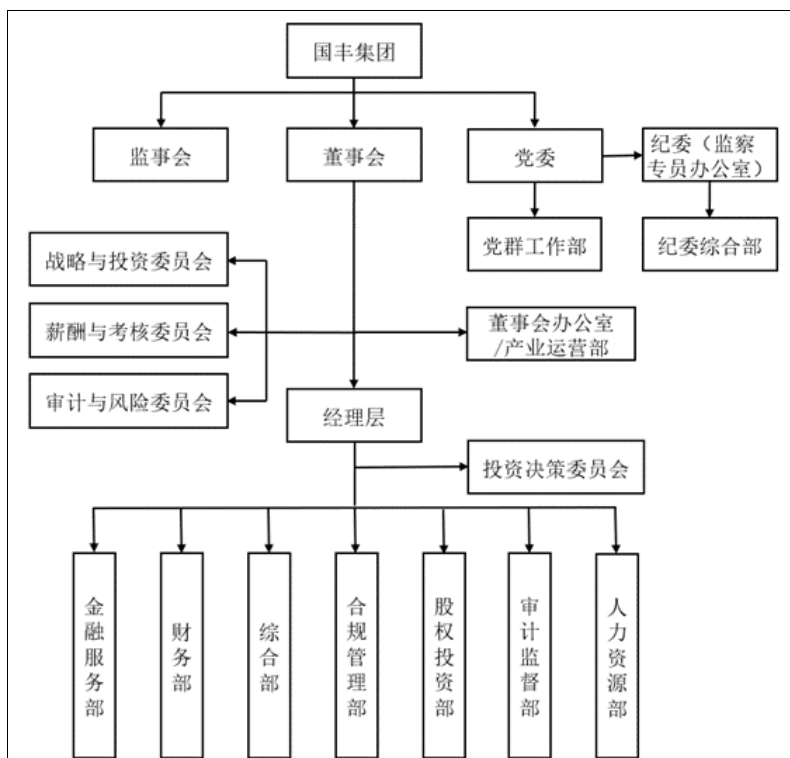 国丰集团
监事会
董事会
党委
纪委（监察
专员办公室）
党群工作部
纪委综合部
战略与投资委员会
薪酬与考核委员会
董事会办公室
/产业运营部
审计与风险委员会
经理层
投资决策委员会
金融服务部
财务部
综合部
合规管理部
股权投资部
审计监督部
人力资源部